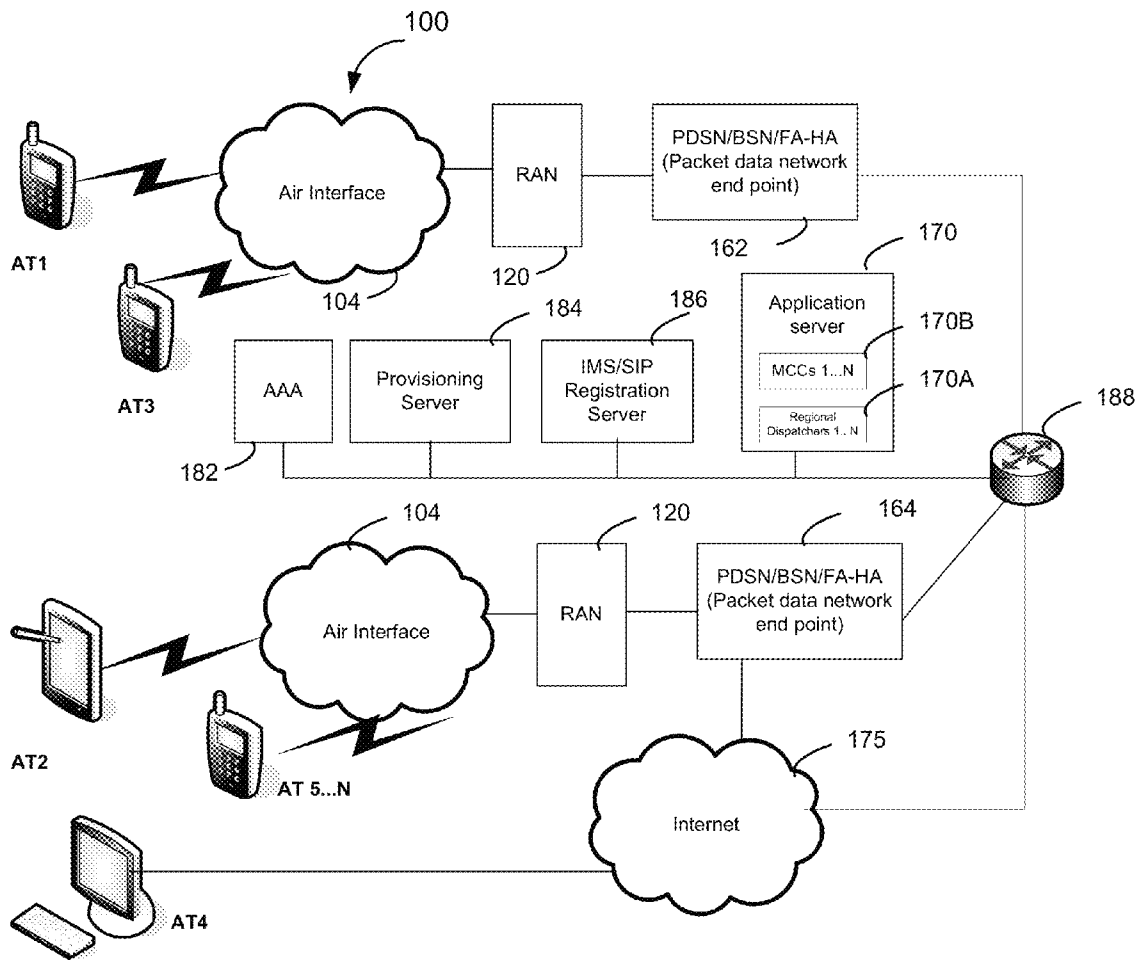 100
AT1
Air Interface
RAN
PDSN/BSN/FA-HA
(Packet data network
end point)
104
120
162
170
AT3
184
186
Application
server
170B
AAA
Provisioning
Server
IMS/SIP
Registration
Server
MCCs 1...N
170A
Regional
Dispatchers 1.. N
188
182
104
120
164
Air Interface
RAN
PDSN/BSN/FA-HA
(Packet data network
end point)
AT2
AT 5...N
175
Internet
AT4